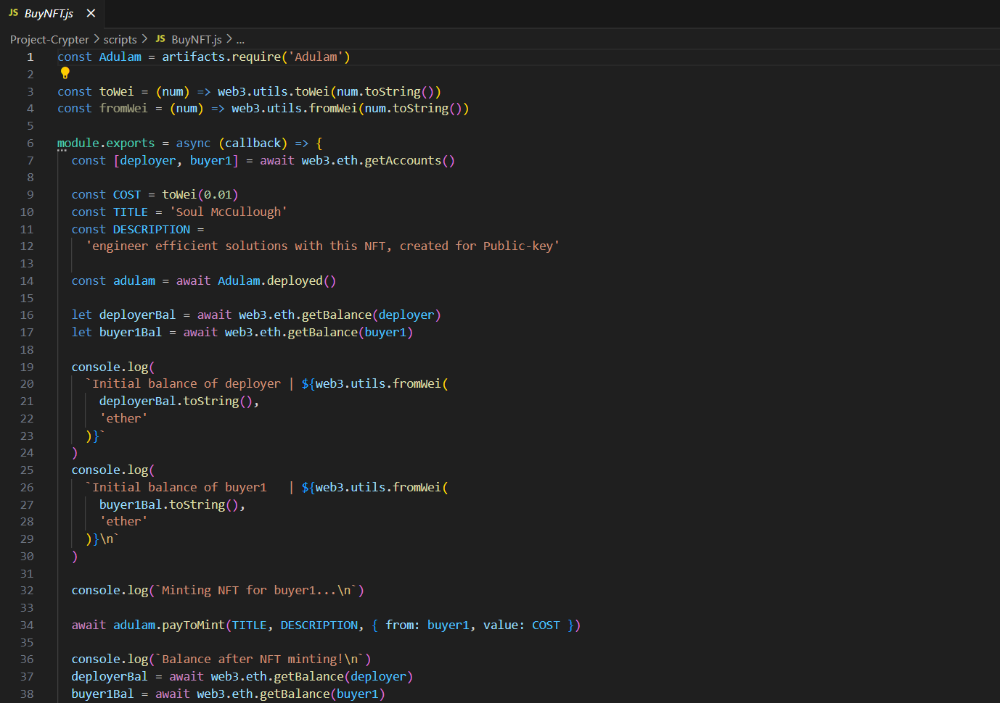 JS BuyNFT.js ×
Project-Crypter > scripts > JS BuyNFT.js > ...
1 const Adulam = artifacts.require('Adulam')
2
3 const toWei = (num) => web3.utils.toWei(num.toString())
4 const fromWei = (num) => web3.utils.fromWei(num.toString())
5
6 module.exports = async (callback) => {
7   const [deployer, buyer1] = await web3.eth.getAccounts()
8
9   const COST = toWei(0.01)
10   const TITLE = 'Soul McCullough'
11   const DESCRIPTION =
12     'engineer efficient solutions with this NFT, created for Public-key'
13
14   const adulam = await Adulam.deployed()
15
16   let deployerBal = await web3.eth.getBalance(deployer)
17   let buyer1Bal = await web3.eth.getBalance(buyer1)
18
19   console.log(
20     `Initial balance of deployer | ${web3.utils.fromWei(
21       deployerBal.toString(),
22       'ether'
23     )}`
24   )
25   console.log(
26     `Initial balance of buyer1   | ${web3.utils.fromWei(
27       buyer1Bal.toString(),
28       'ether'
29     )}\n`
30   )
31
32   console.log(`Minting NFT for buyer1...\n`)
33
34   await adulam.payToMint(TITLE, DESCRIPTION, { from: buyer1, value: COST })
35
36   console.log(`Balance after NFT minting!\n`)
37   deployerBal = await web3.eth.getBalance(deployer)
38   buyer1Bal = await web3.eth.getBalance(buyer1)